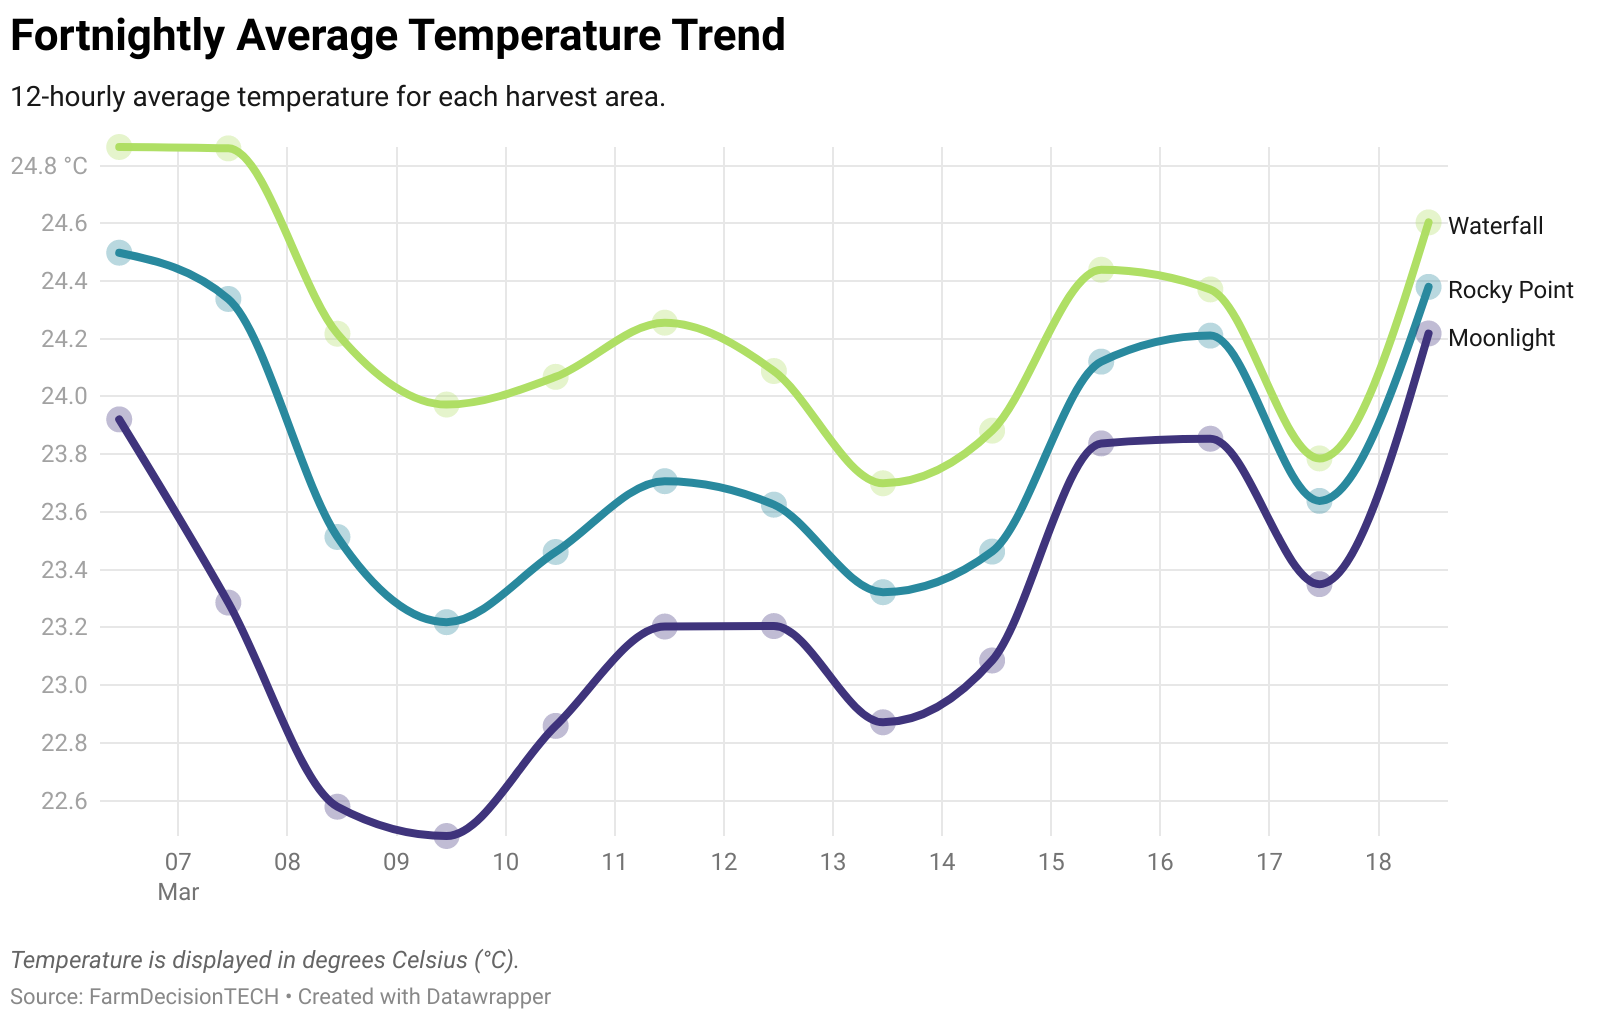 Fortnightly Average Temperature Trend
12-hourly average temperature for each harvest area.
24.8 °C
24.6
24.4
24.2
24.0
23.8
23.6
23.4
23.2
23.0
22.8
22.6
Waterfall
Rocky Point
Moonlight
07 08 09 10 11 12 13 14 15 16 17 18
Mar
Temperature is displayed in degrees Celsius (°C).
Source: FarmDecisionTECH • Created with Datawrapper